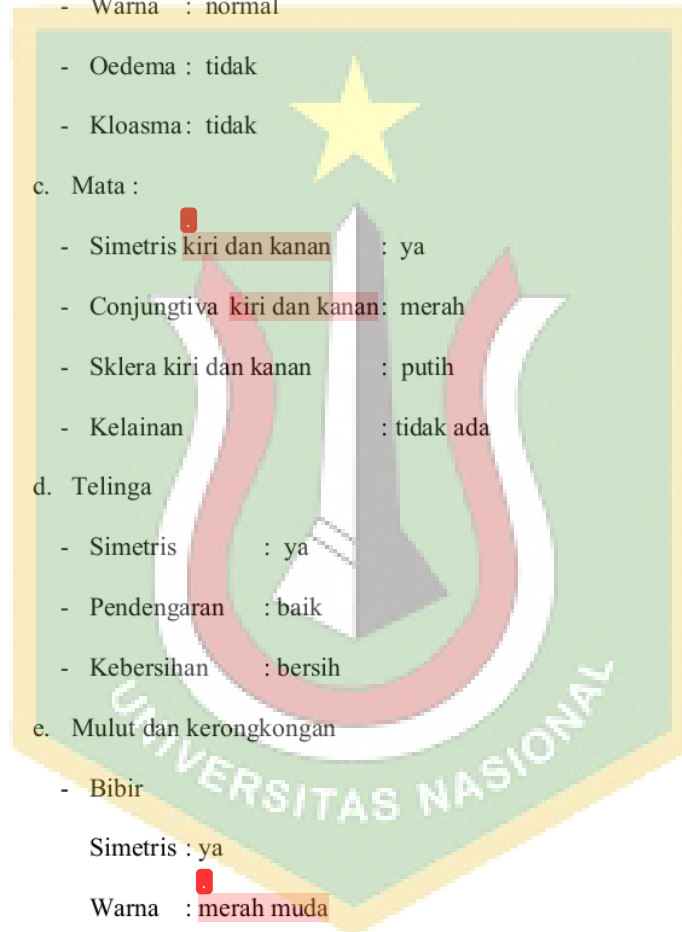 - Warna : normal
- Oedema : tidak
- Kloasma : tidak
c. Mata :
- Simetris kiri dan kanan : ya
- Conjungtiva kiri dan kanan : merah
- Sklera kiri dan kanan : putih
- Kelainan : tidak ada
d. Telinga
- Simetris : ya
- Pendengaran : baik
- Kebersihan : bersih
e. Mulut dan kerongkongan
- Bibir
Simetris : ya
Warna : merah muda
UNIVERSITAS NASIONAL